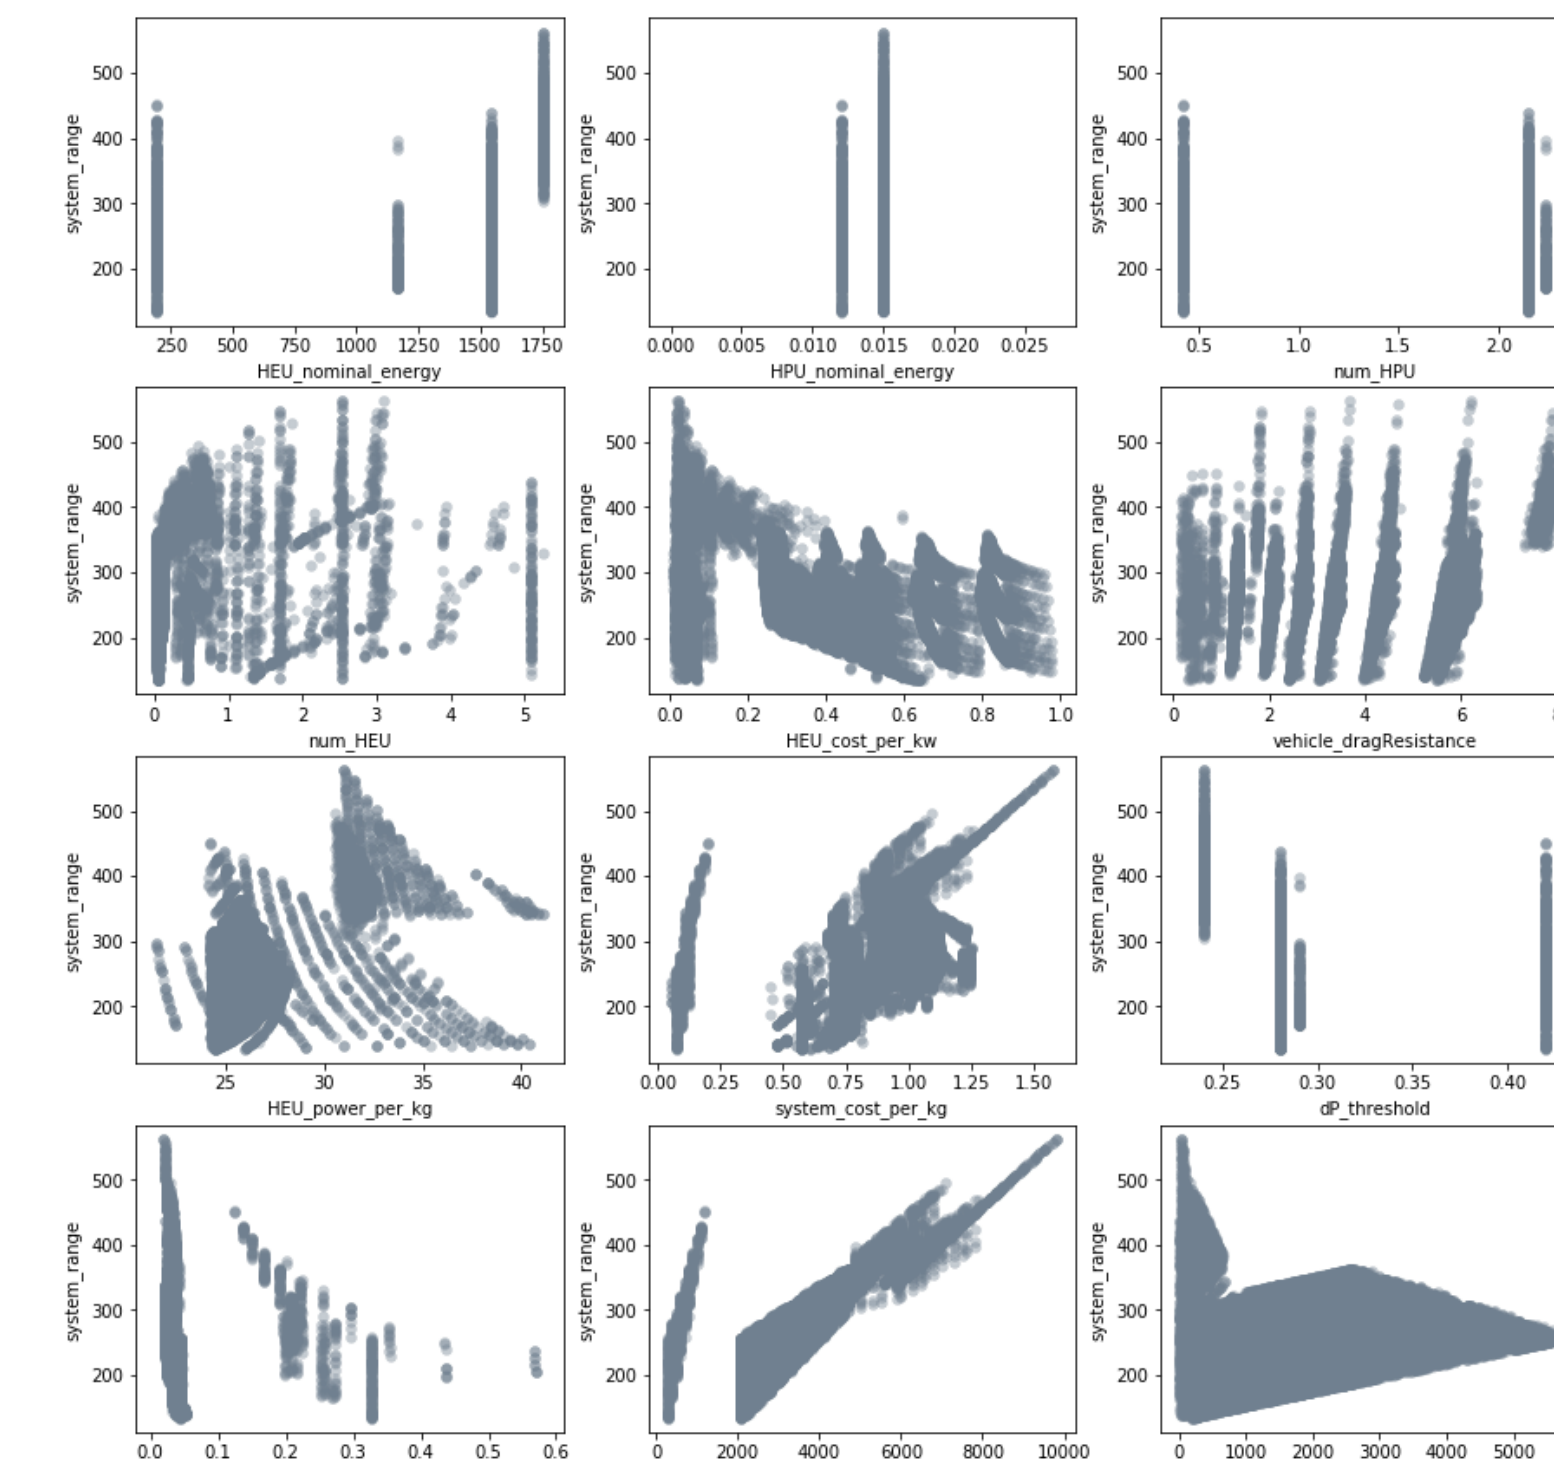 500
400
300
200
system_range
250 500 750 1000 1250 1500 1750
HEU_nominal_energy
500
400
300
200
system_range
0.000 0.005 0.010 0.015 0.020 0.025
HPU_nominal_energy
500
400
300
200
system_range
0.5 1.0 1.5 2.0
num_HPU
500
400
300
200
system_range
0 1 2 3 4 5
num_HEU
500
400
300
200
system_range
0.0 0.2 0.4 0.6 0.8 1.0
HEU_cost_per_kw
500
400
300
200
system_range
0 2 4 6
vehicle_dragResistance
500
400
300
200
system_range
25 30 35 40
HEU_power_per_kg
500
400
300
200
system_range
0.00 0.25 0.50 0.75 1.00 1.25 1.50
system_cost_per_kg
500
400
300
200
system_range
0.25 0.30 0.35 0.40
dP_threshold
500
400
300
200
system_range
0.0 0.1 0.2 0.3 0.4 0.5 0.6
500
400
300
200
system_range
0 2000 4000 6000 8000 10000
500
400
300
200
system_range
0 1000 2000 3000 4000 5000